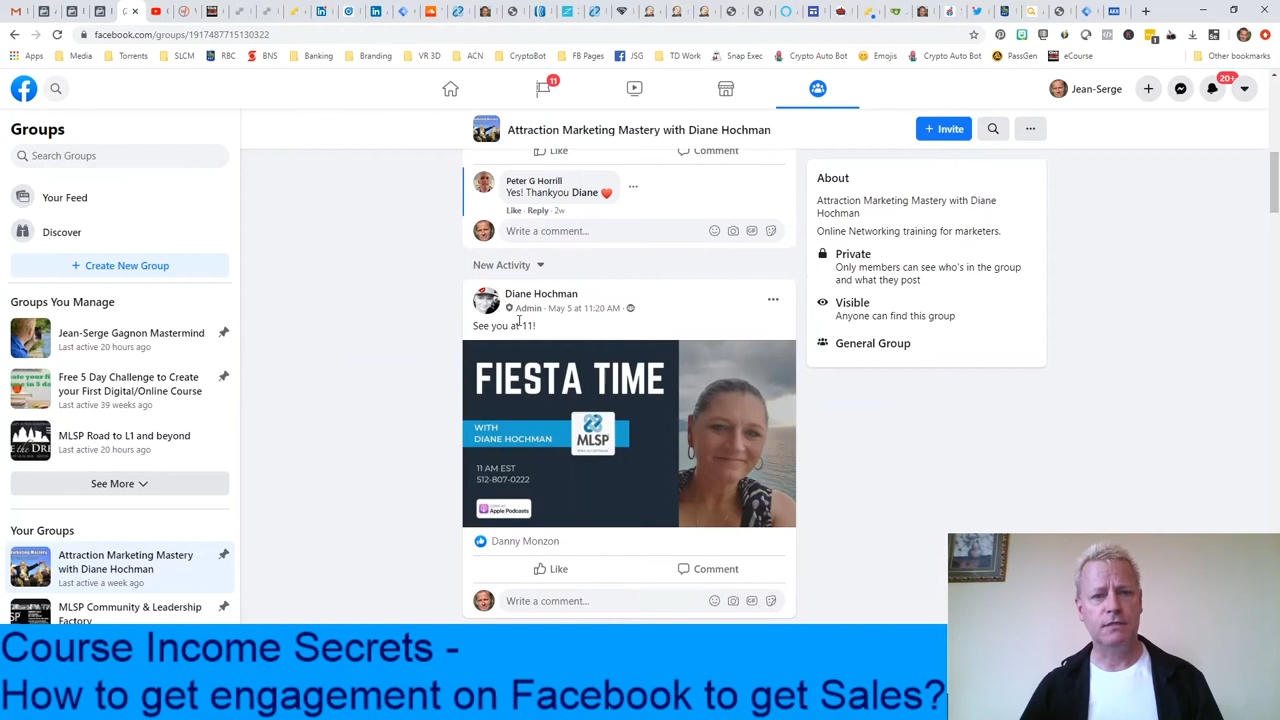 facebook.com/groups/1917487715130322
Apps
Media
Torrents
SLCM
RBC
BNS
Banking
Branding
VR 3D
ACN
CryptoBot
FB Pages
JSG
TD Work
Snap Exec
Crypto Auto Bot
Emojis
Crypto Auto Bot
PassGen
eCourse
Other bookmarks
11
Jean-Serge
20+
Groups
Search Groups
Your Feed
Discover
+ Create New Group
Groups You Manage
Jean-Serge Gagnon Mastermind
Last active 20 hours ago
Free 5 Day Challenge to Create
your First Digital/Online Course
Last active 39 weeks ago
MLSP Road to L1 and beyond
Last active 20 hours ago
See More
Your Groups
Attraction Marketing Mastery
with Diane Hochman
Last active a week ago
MLSP Community & Leadership
Factory
Attraction Marketing Mastery with Diane Hochman
+ Invite
Like
Comment
Peter G Horrill
Yes! Thankyou Diane ❤
Like · Reply · 2w
Write a comment...
GIF
New Activity
Diane Hochman
Admin · May 5 at 11:20 AM ·
See you at 11!
FIESTA TIME
WITH
DIANE HOCHMAN
MLSP
11 AM EST
512-807-0222
Apple Podcasts
Danny Monzon
Like
Comment
Write a comment...
GIF
About
Attraction Marketing Mastery with Diane
Hochman
Online Networking training for marketers.
Private
Only members can see who's in the group
and what they post
Visible
Anyone can find this group
General Group
Course Income Secrets -
How to get engagement on Facebook to get Sales?